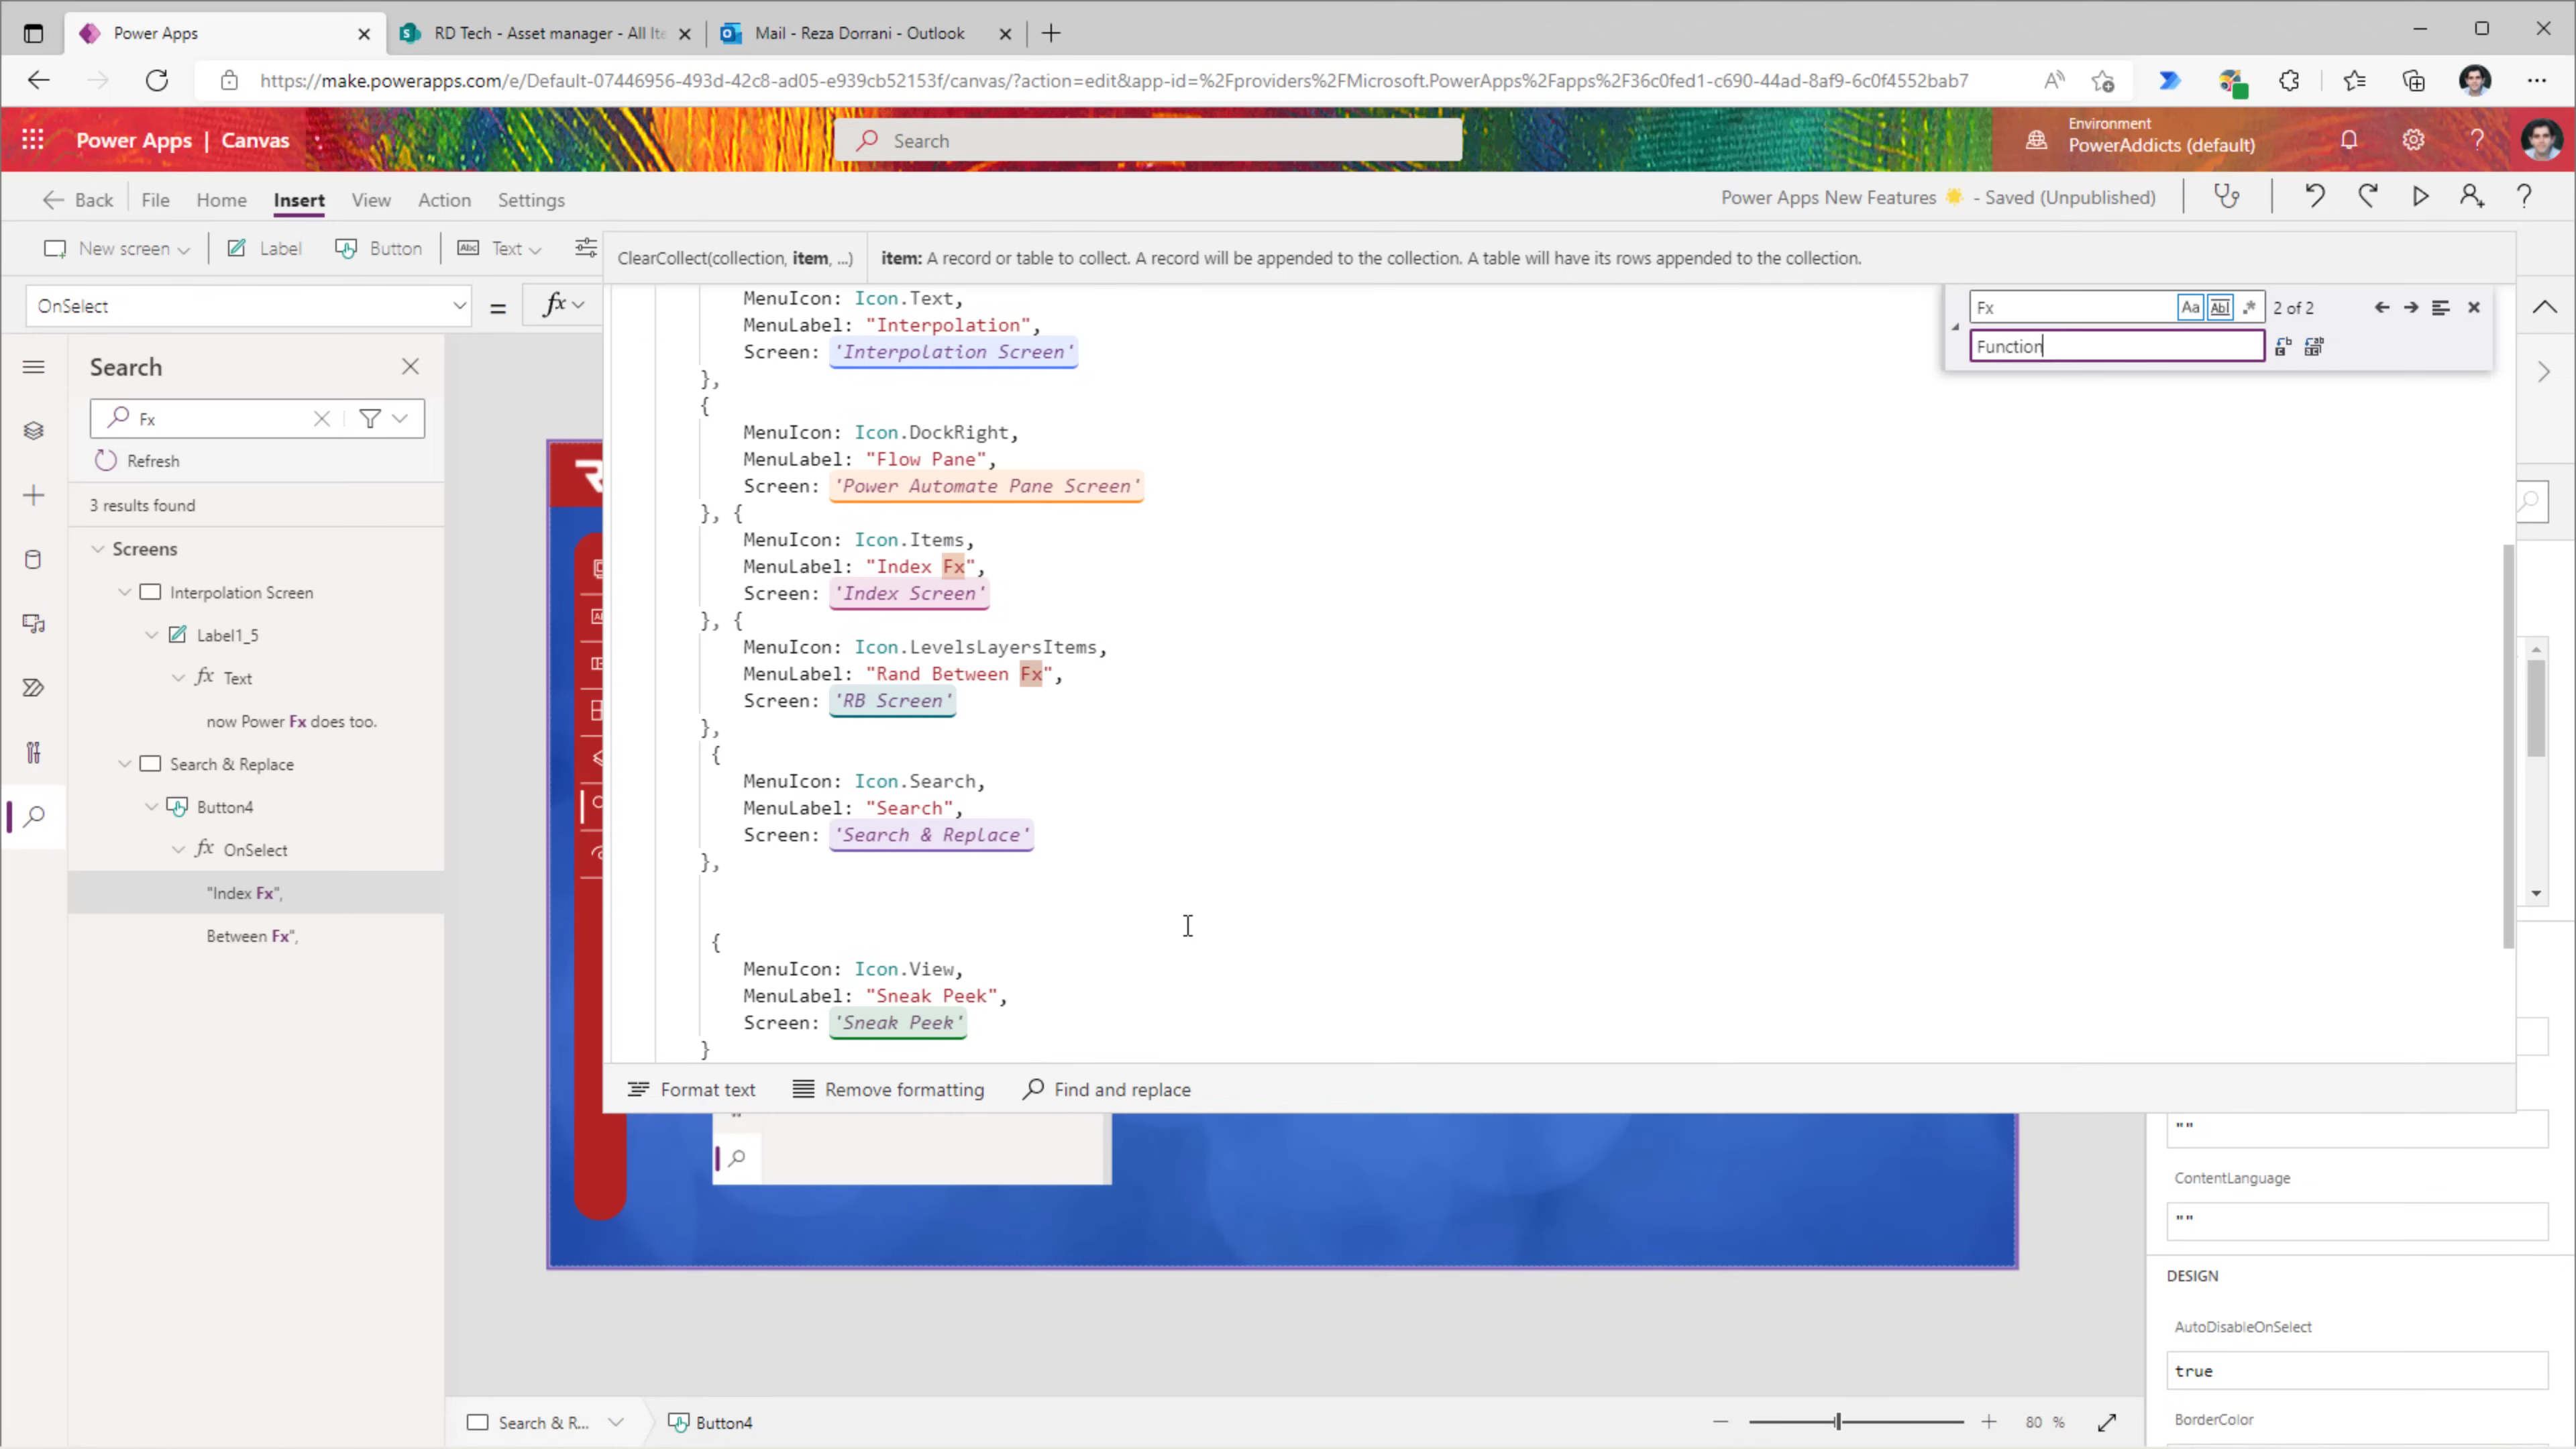 Power Apps
RD Tech - Asset manager - All Ite
Mail - Reza Dorrani - Outlook
https://make.powerapps.com/e/Default-07446956-493d-42c8-ad05-e939cb52153f/canvas/?action=edit&app-id=%2Fproviders%2FMicrosoft.PowerApps%2Fapps%2F36c0fed1-c690-44ad-8af9-6c0f4552bab7
Power Apps | Canvas
Search
Environment
PowerAddicts (default)
Back
File
Home
Insert
View
Action
Settings
Power Apps New Features 🌟 - Saved (Unpublished)
New screen
Label
Button
Text
ClearCollect(collection, item, ...)
item: A record or table to collect. A record will be appended to the collection. A table will have its rows appended to the collection.
OnSelect
=
fx
Fx
Aa
Abl
2 of 2
Function
Search
Fx
Refresh
3 results found
Screens
Interpolation Screen
Label1_5
fx Text
now Power Fx does too.
Search & Replace
Button4
fx OnSelect
"Index Fx",
Between Fx",
MenuIcon: Icon.Text,
MenuLabel: "Interpolation",
Screen: 'Interpolation Screen'
},
{
MenuIcon: Icon.DockRight,
MenuLabel: "Flow Pane",
Screen: 'Power Automate Pane Screen'
}, {
MenuIcon: Icon.Items,
MenuLabel: "Index Fx",
Screen: 'Index Screen'
}, {
MenuIcon: Icon.LevelsLayersItems,
MenuLabel: "Rand Between Fx",
Screen: 'RB Screen'
},
{
MenuIcon: Icon.Search,
MenuLabel: "Search",
Screen: 'Search & Replace'
},
{
MenuIcon: Icon.View,
MenuLabel: "Sneak Peek",
Screen: 'Sneak Peek'
}
Format text
Remove formatting
Find and replace
""
ContentLanguage
""
DESIGN
AutoDisableOnSelect
true
BorderColor
Search & R...
Button4
80 %